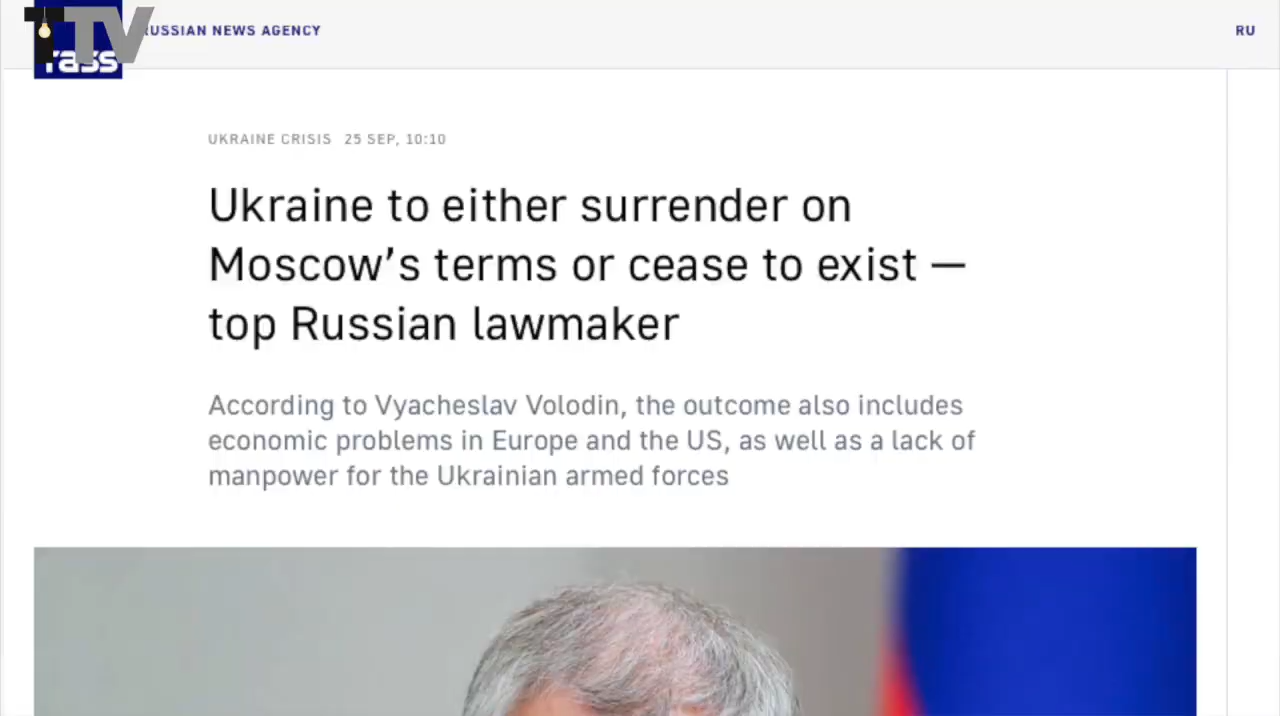 TTV
tass
RUSSIAN NEWS AGENCY
RU
UKRAINE CRISIS 25 SEP, 10:10
Ukraine to either surrender on
Moscow’s terms or cease to exist —
top Russian lawmaker
According to Vyacheslav Volodin, the outcome also includes
economic problems in Europe and the US, as well as a lack of
manpower for the Ukrainian armed forces